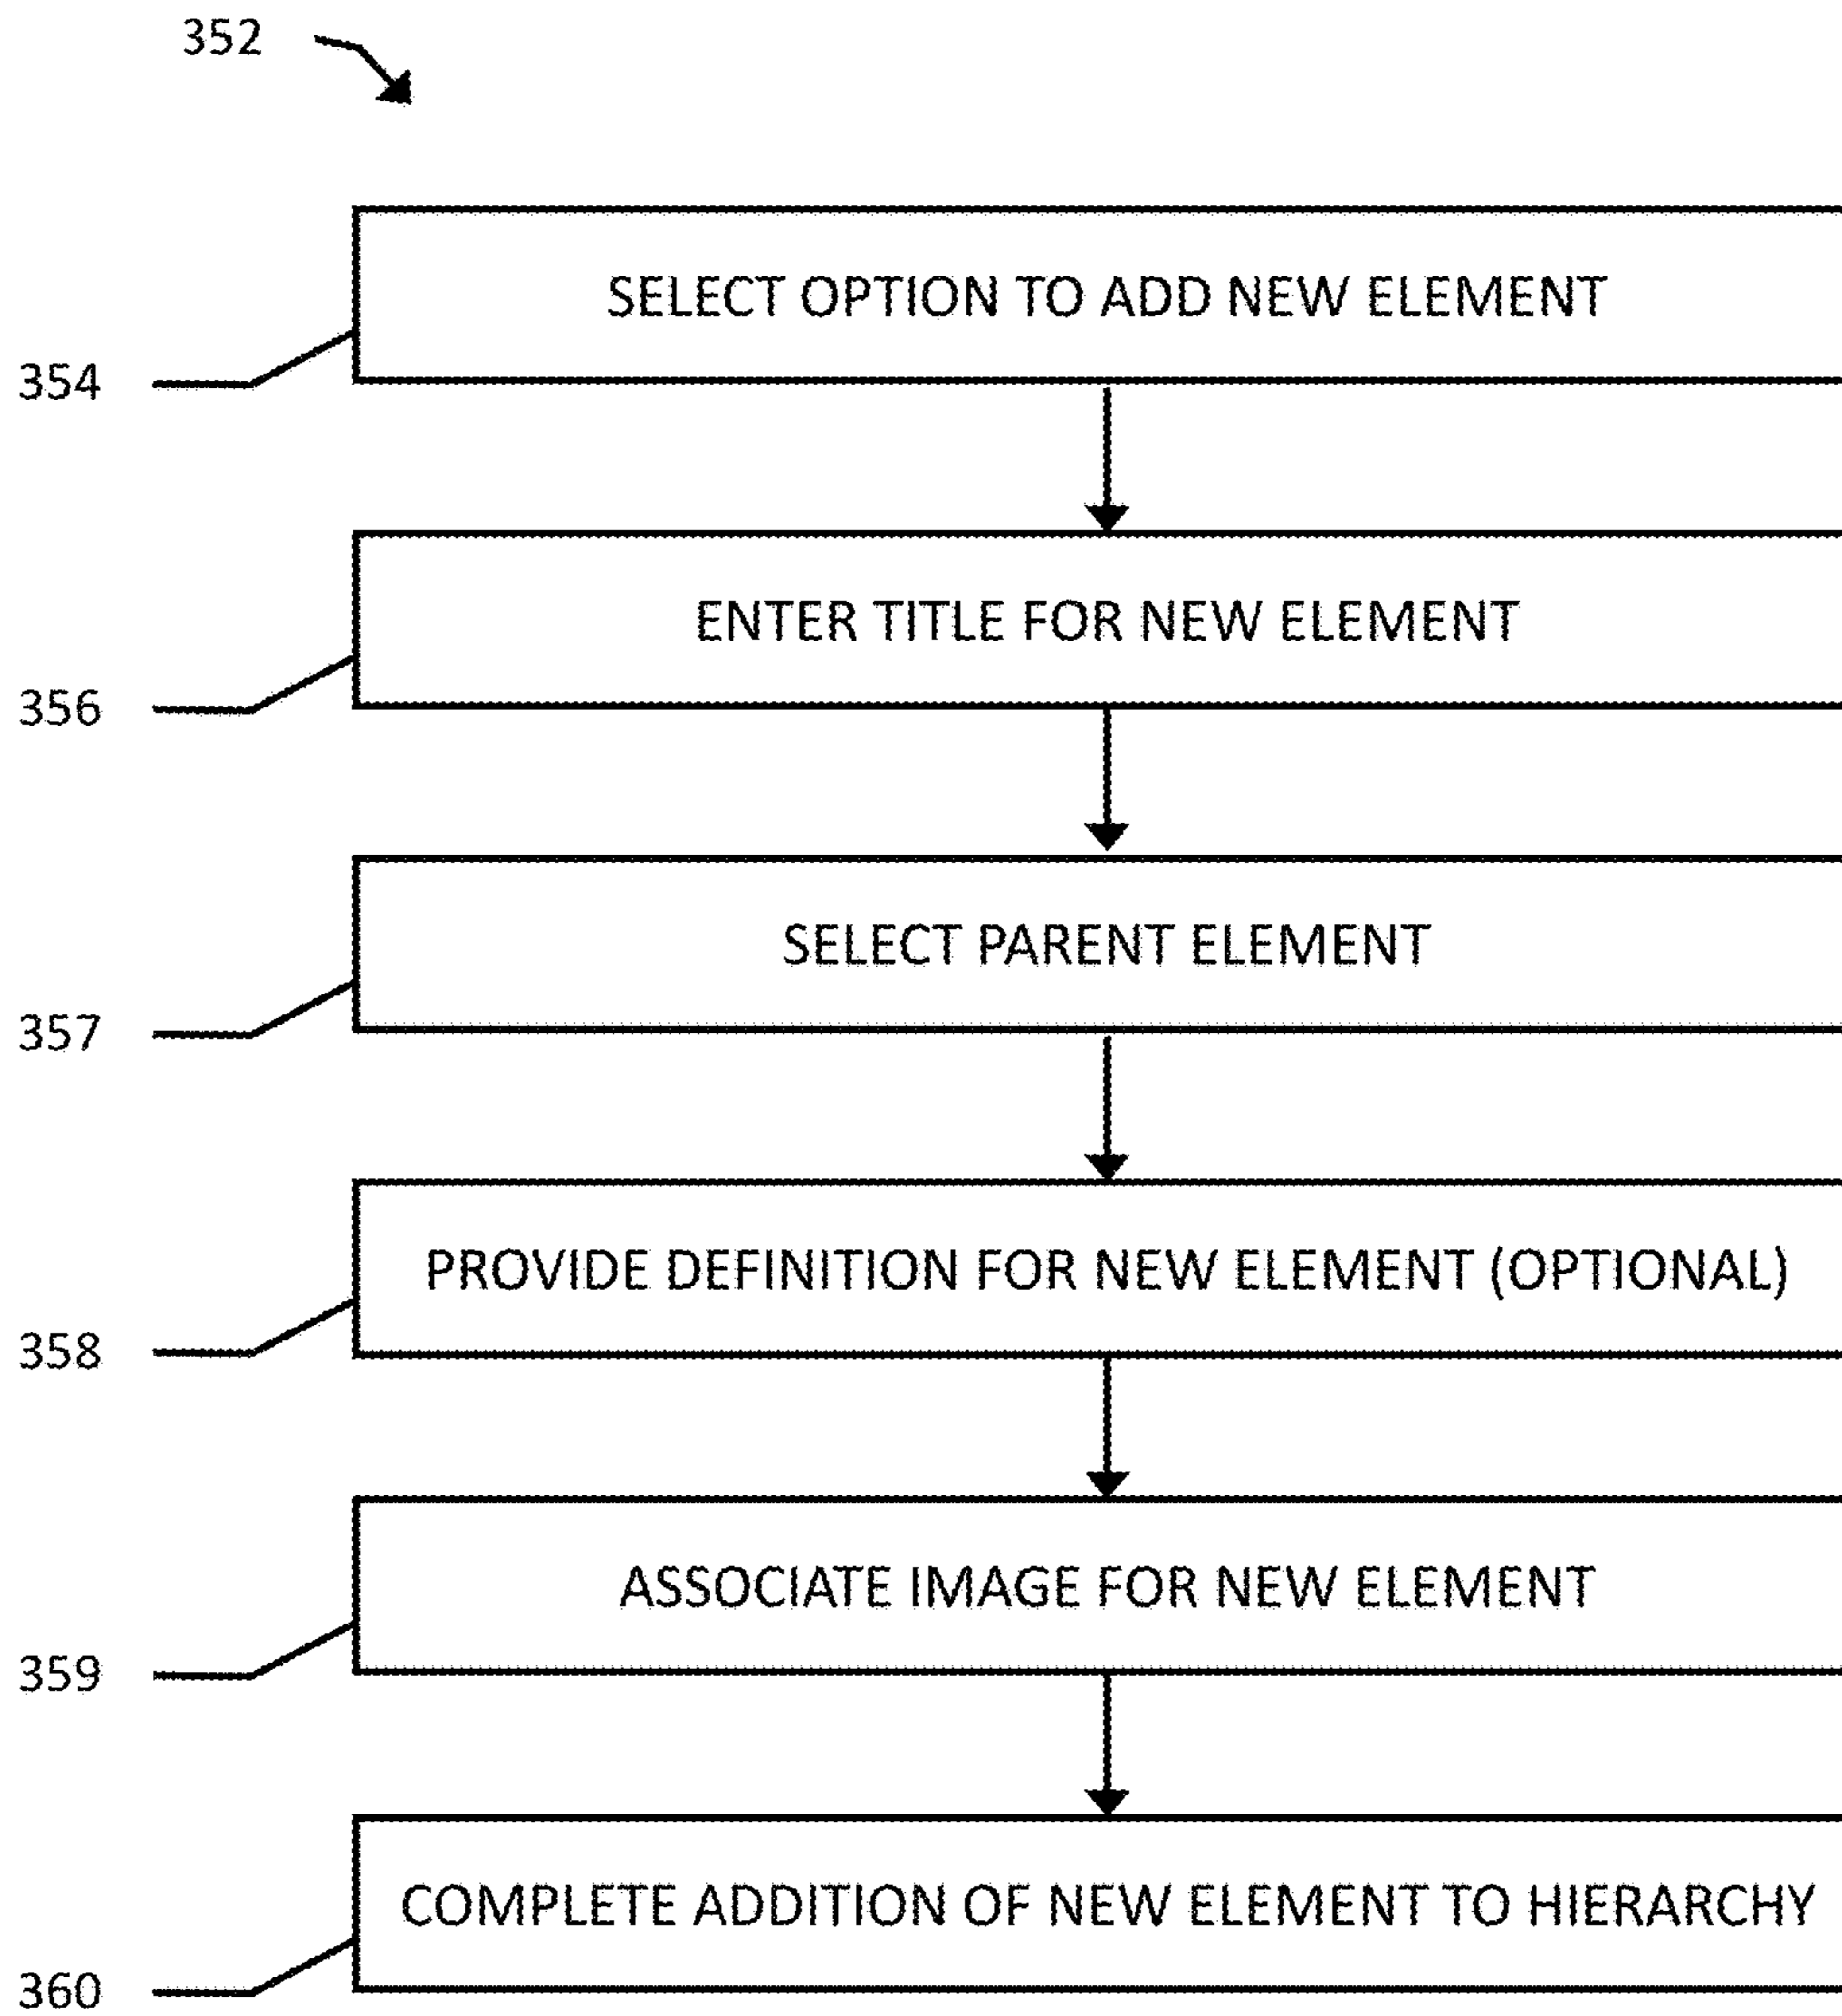 352
SELECT OPTION TO ADD NEW ELEMENT
354
ENTER TITLE FOR NEW ELEMENT
356
SELECT PARENT ELEMENT
357
PROVIDE DEFINITION FOR NEW ELEMENT (OPTIONAL)
358
ASSOCIATE IMAGE FOR NEW ELEMENT
359
COMPLETE ADDITION OF NEW ELEMENT TO HIERARCHY
360